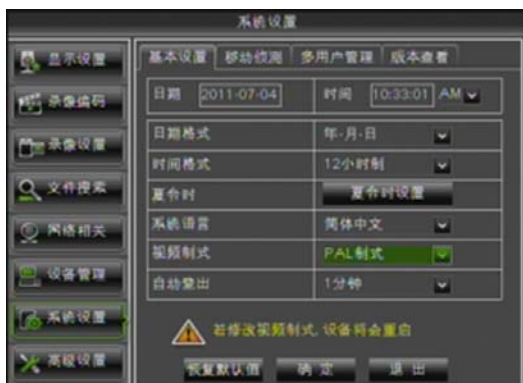 系统设置
显示设置
录像编码
录像设置
文件搜索
网络相关
设备管理
系统设置
高级设置
基本设置 移动侦测 多用户管理 版本查看
日期 2011-07-04 时间 10:33:01 AM
日期格式 年-月-日
时间格式 12小时制
夏令时 夏令时设置
系统语言 简体中文
视频制式 PAL制式
自动登出 1分钟
若修改视频制式,设备将会重启
恢复默认值 确定 退出